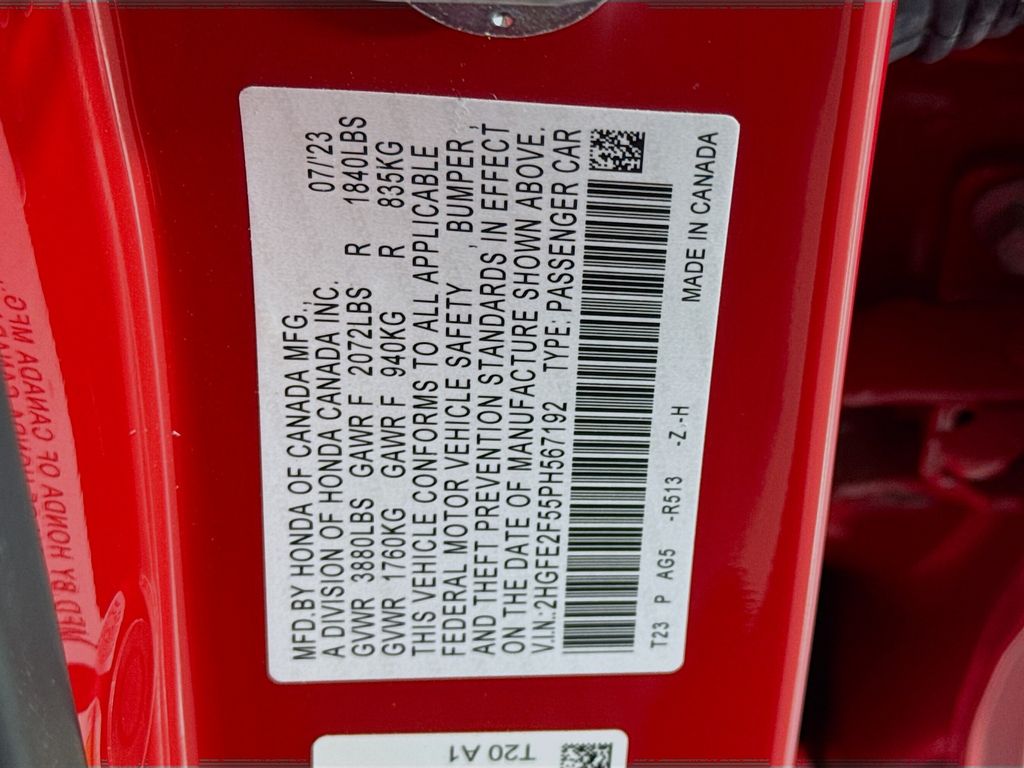 MFD.BY HONDA OF CANADA MFG., 07/'23
A DIVISION OF HONDA CANADA INC.
GVWR 3880LBS GAWR F 2072LBS R 1840LBS
GVWR 1760KG GAWR F 940KG R 835KG
THIS VEHICLE CONFORMS TO ALL APPLICABLE
FEDERAL MOTOR VEHICLE SAFETY , BUMPER ,
AND THEFT PREVENTION STANDARDS IN EFFECT
ON THE DATE OF MANUFACTURE SHOWN ABOVE.
V.I.N.:2HGFE2F55PH567192 TYPE: PASSENGER CAR
T23 P AG5 -R513 -Z,-H MADE IN CANADA
T20 A1